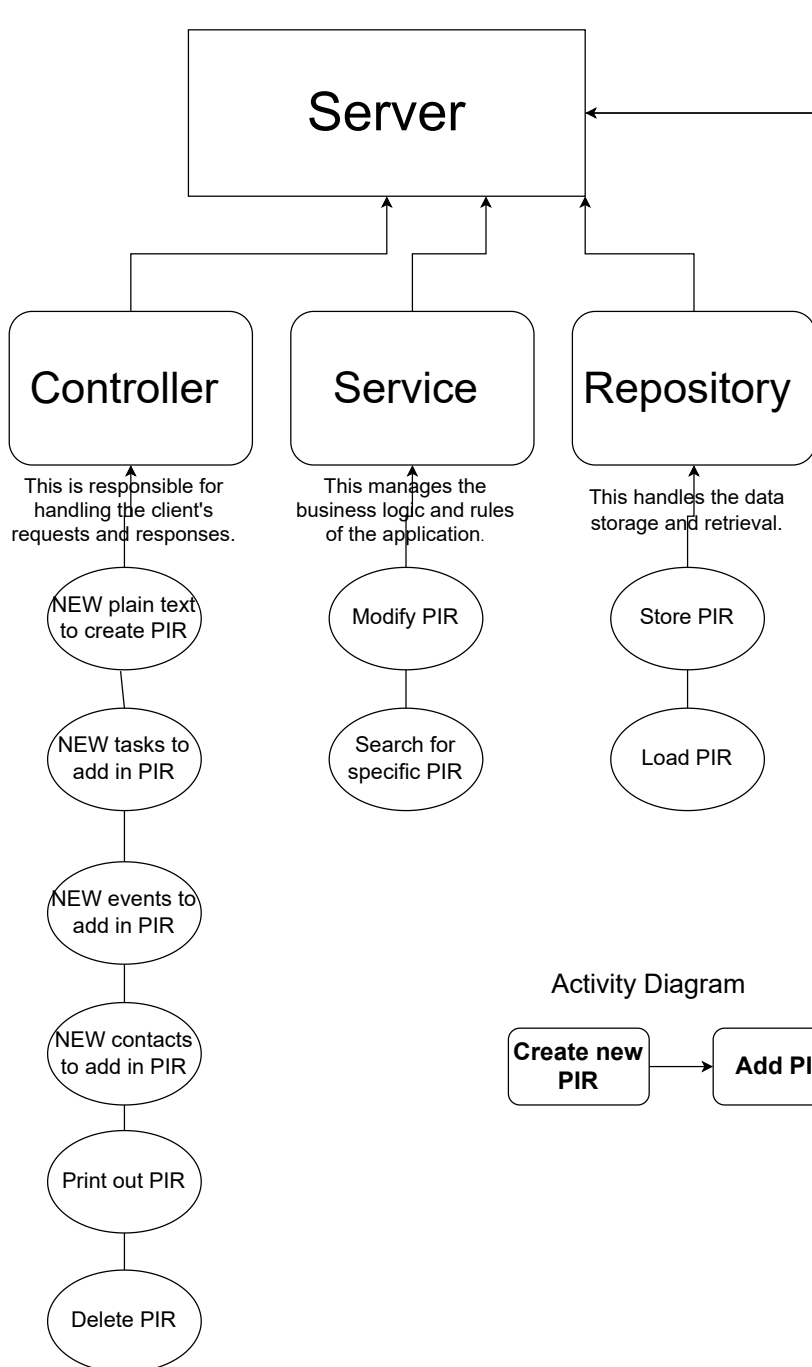 Server
Controller
This is responsible for
handling the client's
requests and responses.
Service
This manages the
business logic and rules
of the application.
Repository
This handles the data
storage and retrieval.
NEW plain text
to create PIR
NEW tasks to
add in PIR
NEW events to
add in PIR
NEW contacts
to add in PIR
Print out PIR
Delete PIR
Modify PIR
Search for
specific PIR
Store PIR
Load PIR
Activity Diagram
Create new
PIR
Add